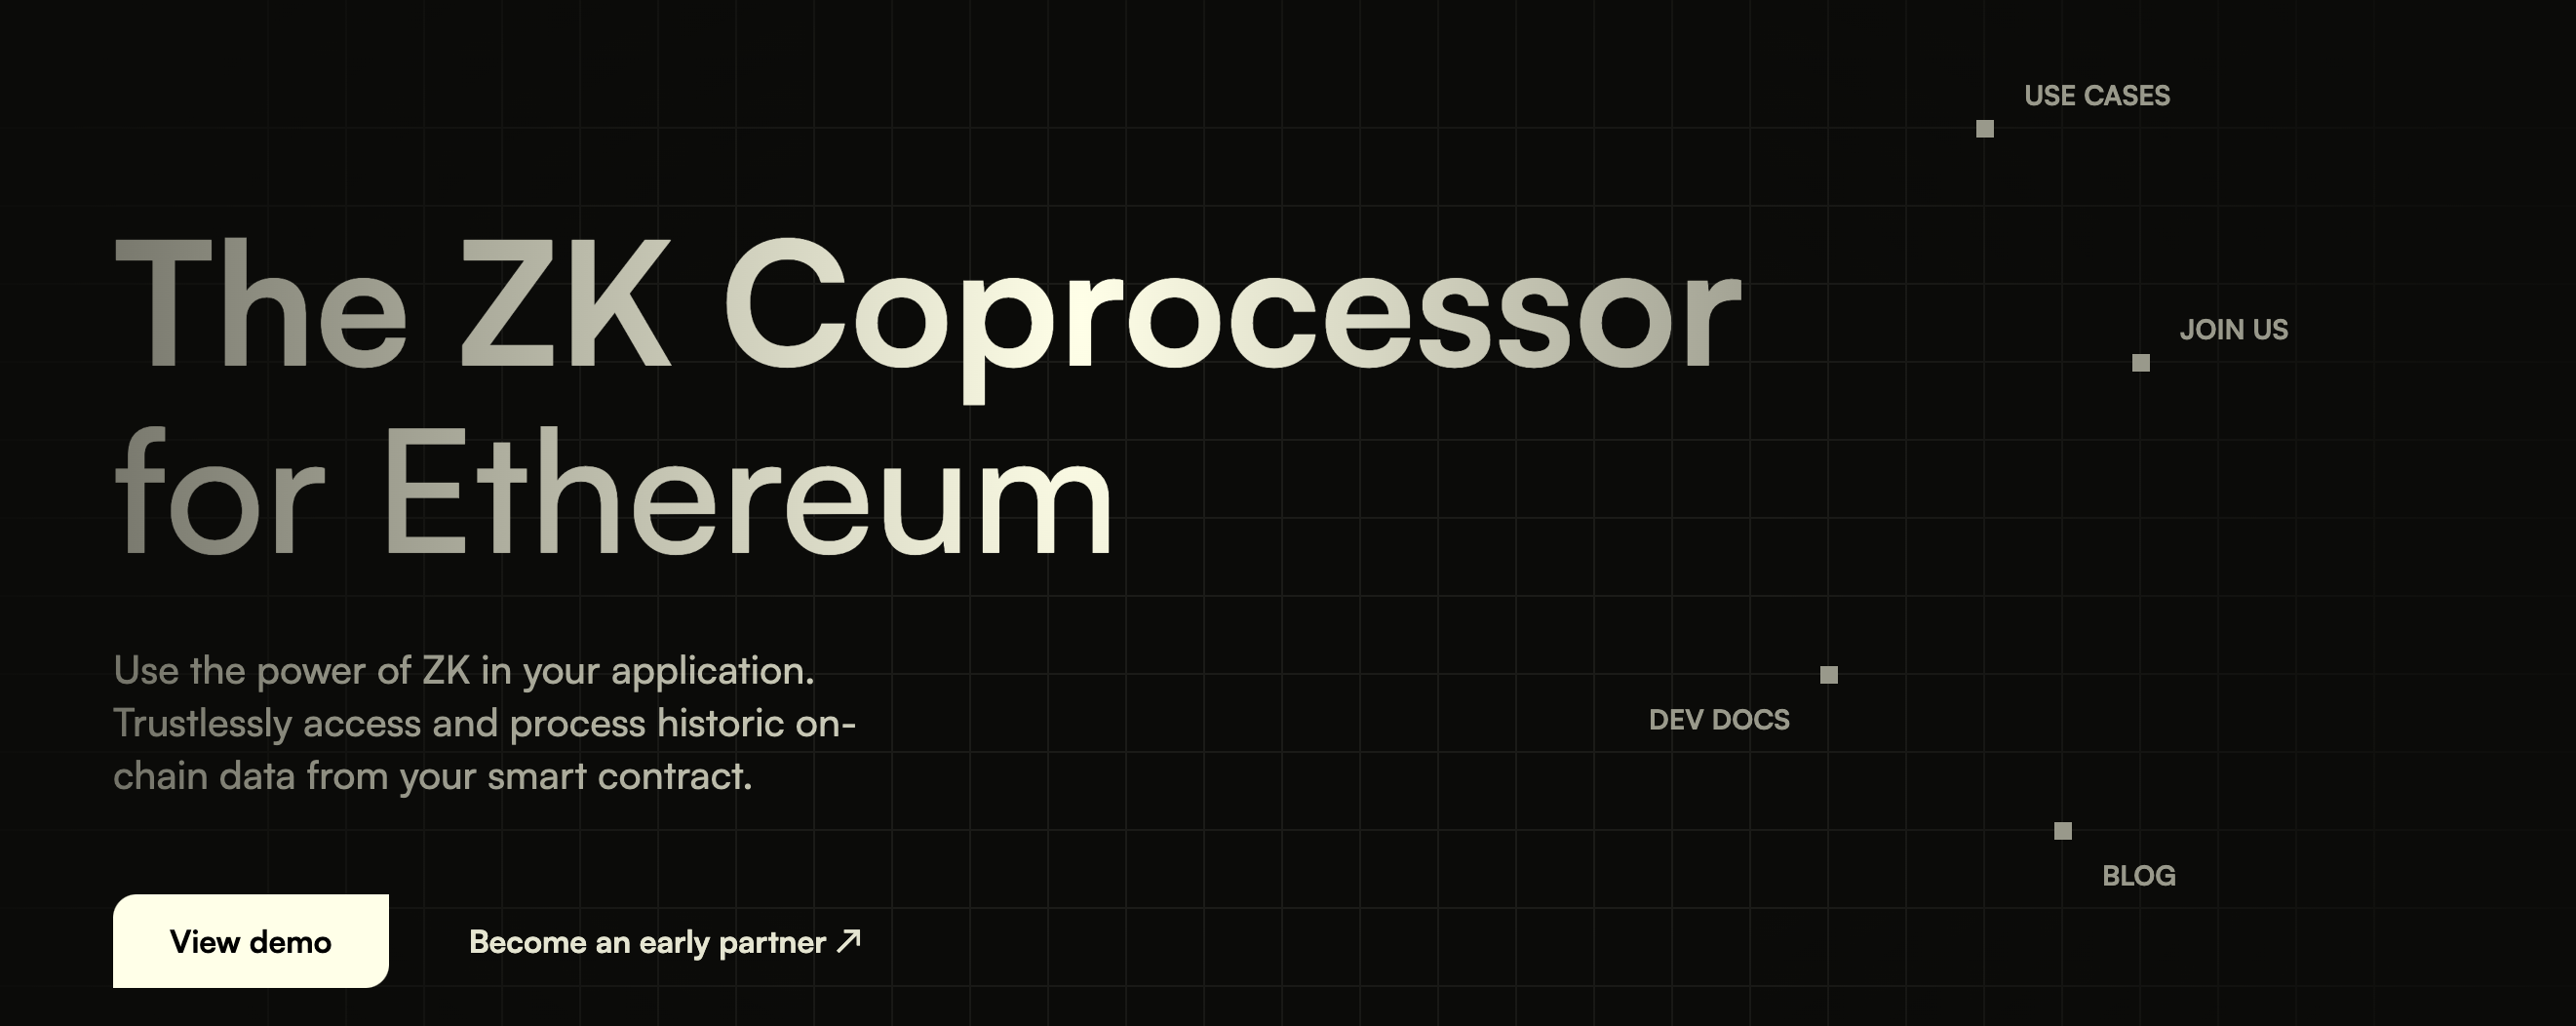 USE CASES
The ZK Coprocessor
JOIN US
for Ethereum
Use the power of ZK in your application.
Trustlessly access and process historic on-
DEV DOCS
chain data from your smart contract.
BLOG
View demo
Become an early partner ↗